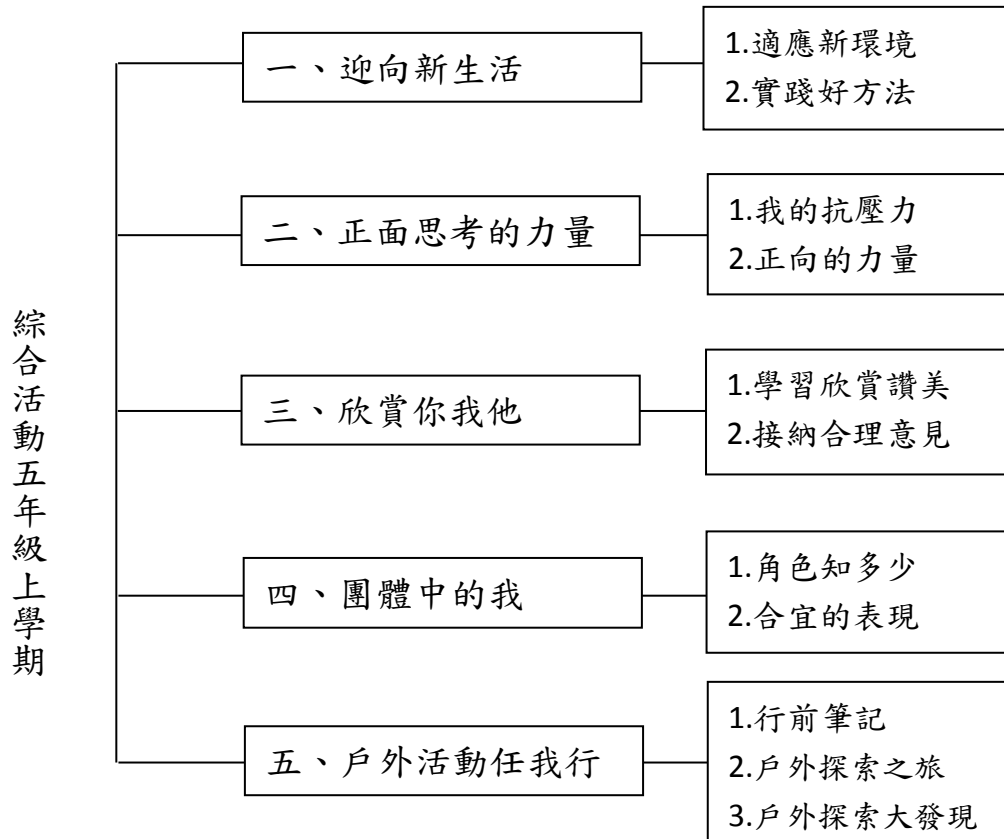 綜合活動五年級上學期
一、迎向新生活
1.適應新環境
2.實踐好方法
二、正面思考的力量
1.我的抗壓力
2.正向的力量
三、欣賞你我他
1.學習欣賞讚美
2.接納合理意見
四、團體中的我
1.角色知多少
2.合宜的表現
五、戶外活動任我行
1.行前筆記
2.戶外探索之旅
3.戶外探索大發現